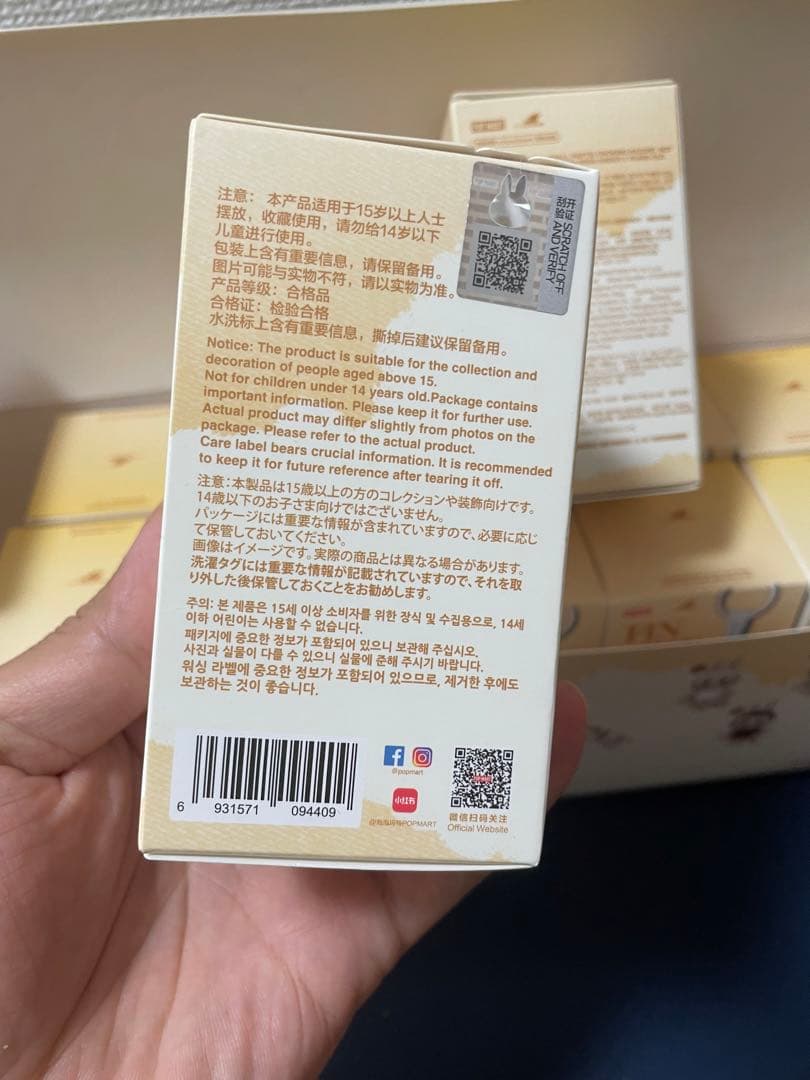 注意： 本产品适用于15岁以上人士
摆放，收藏使用，请勿给14岁以下
儿童进行使用。
包装上含有重要信息，请保留备用。
图片可能与实物不符，请以实物为准。
产品等级：合格品
合格证：检验合格
水洗标上含有重要信息，撕掉后建议保留备用。
Notice: The product is suitable for the collection and
decoration of people aged above 15.
Not for children under 14 years old.Package contains
important information. Please keep it for further use.
Actual product may differ slightly from photos on the
package. Please refer to the actual product.
Care label bears crucial information. It is recommended
to keep it for future reference after tearing it off.
注意：本製品は15歳以上の方のコレクションや装飾向けです。
14歳以下のお子さま向けではございません。
パッケージには重要な情報が含まれていますので、必要に応じ
て保管しておいてください。
画像はイメージです。実際の商品とは異なる場合があります。
洗濯タグには重要な情報が記載されていますので、それを取
り外した後保管しておくことをお勧めします。
주의: 본 제품은 15세 이상 소비자를 위한 장식 및 수집용으로, 14세
이하 어린이는 사용할 수 없습니다.
패키지에 중요한 정보가 포함되어 있으니 보관해 주십시오.
사진과 실물이 다를 수 있으니 실물에 준해 주시기 바랍니다.
워싱 라벨에 중요한 정보가 포함되어 있으므로, 제거한 후에도
보관하는 것이 좋습니다.
刮开
验证
SCRATCH OFF
AND VERIFY
6 931571 094409
@popmart
小红书
POPMART
微信扫码关注
Official Website